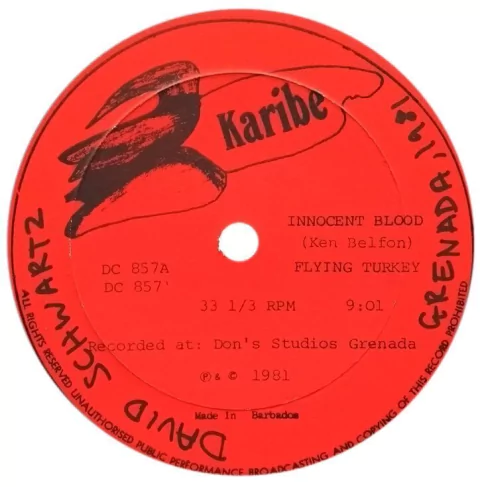 Karibe
INNOCENT BLOOD
(Ken Belfon)
DC 857A
FLYING TURKEY
DC 857'
33 1/3 RPM
9:01
Recorded at: Don's Studios Grenada
℗ & © 1981
Made in Barbados
ALL RIGHTS RESERVED UNAUTHORISED PUBLIC PERFORMANCE BROADCASTING AND COPYING OF THIS RECORD PROHIBITED
DAVID SCHWARTZ
GRENADA, 1981